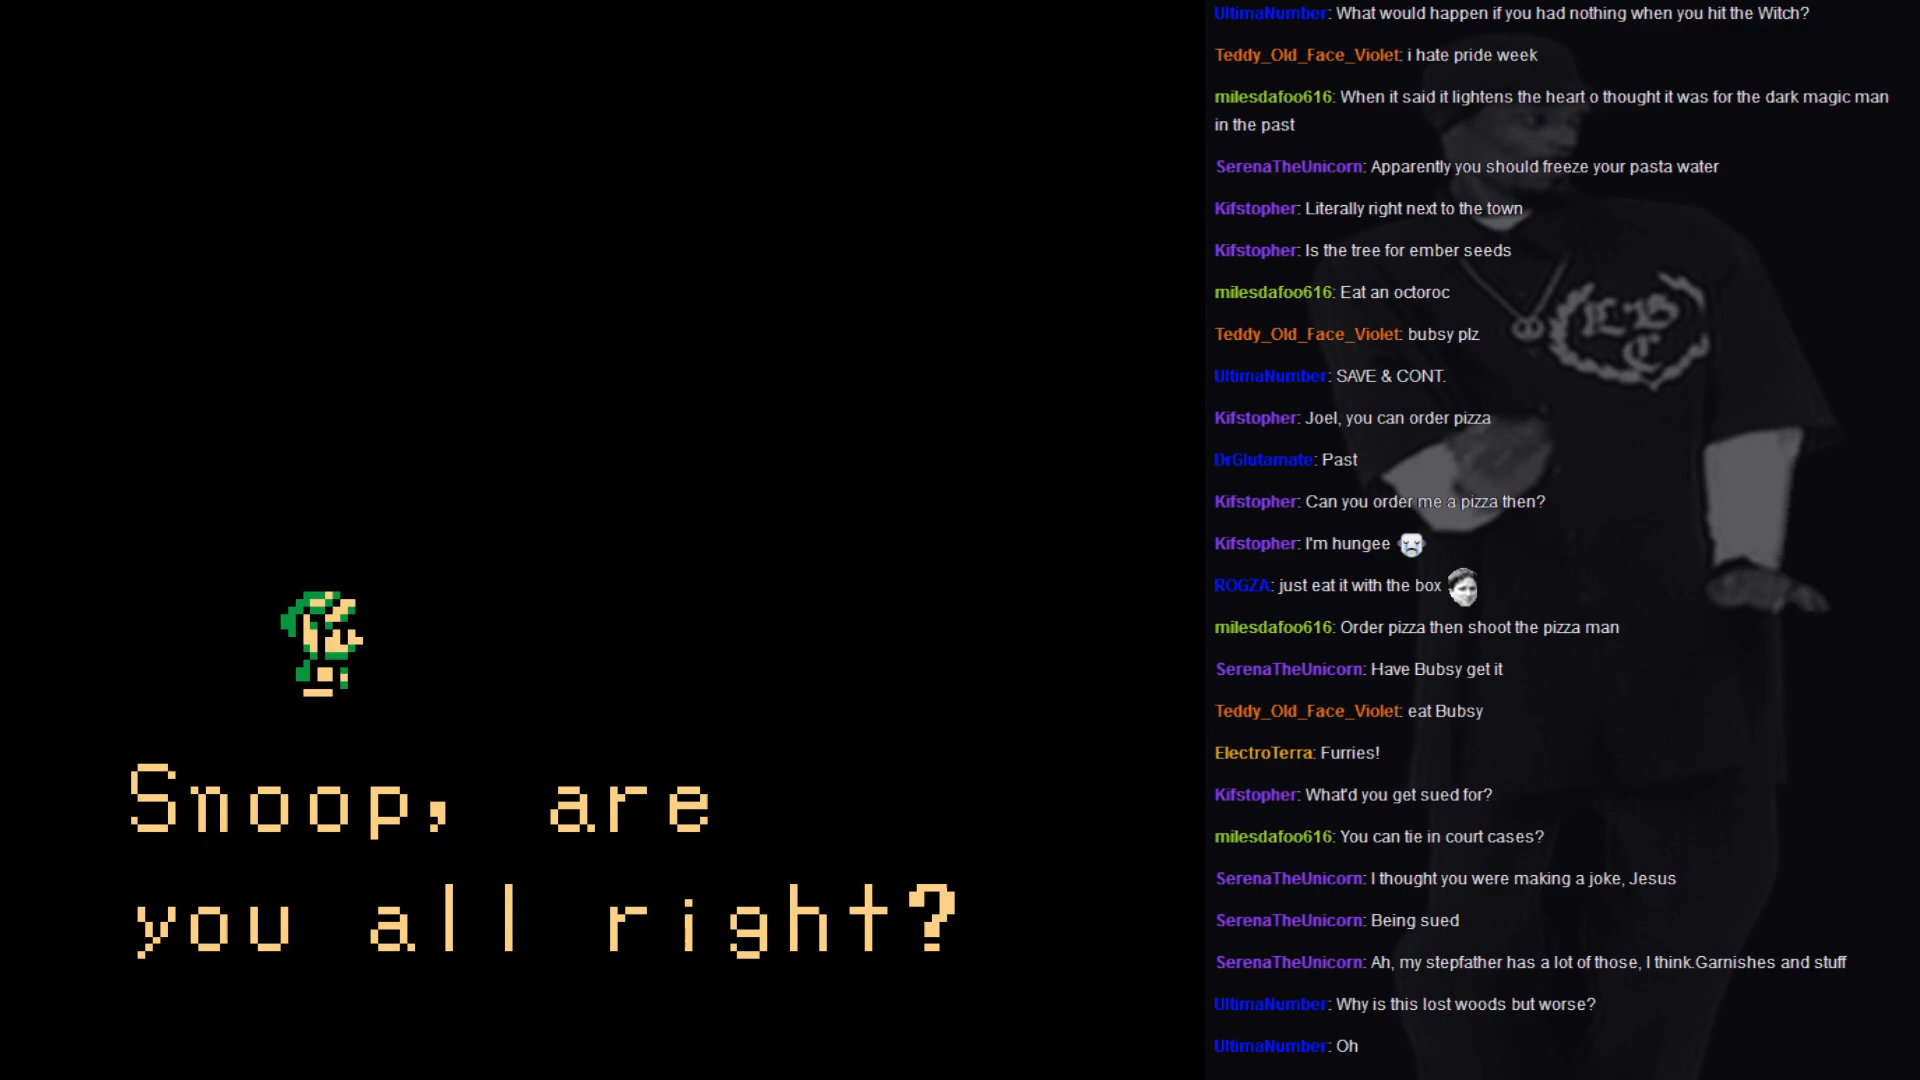 Snoop, are
you all right?
UltimaNumber: What would happen if you had nothing when you hit the Witch?
Teddy_Old_Face_Violet: i hate pride week
milesdafoo616: When it said it lightens the heart o thought it was for the dark magic man
in the past
SerenaTheUnicorn: Apparently you should freeze your pasta water
Kifstopher: Literally right next to the town
Kifstopher: Is the tree for ember seeds
milesdafoo616: Eat an octoroc
Teddy_Old_Face_Violet: bubsy plz
UltimaNumber: SAVE & CONT.
Kifstopher: Joel, you can order pizza
DrGlutamate: Past
Kifstopher: Can you order me a pizza then?
Kifstopher: I'm hungee
ROGZA: just eat it with the box
milesdafoo616: Order pizza then shoot the pizza man
SerenaTheUnicorn: Have Bubsy get it
Teddy_Old_Face_Violet: eat Bubsy
ElectroTerra: Furries!
Kifstopher: What'd you get sued for?
milesdafoo616: You can tie in court cases?
SerenaTheUnicorn: I thought you were making a joke, Jesus
SerenaTheUnicorn: Being sued
SerenaTheUnicorn: Ah, my stepfather has a lot of those, I think.Garnishes and stuff
UltimaNumber: Why is this lost woods but worse?
UltimaNumber: Oh
LB
C